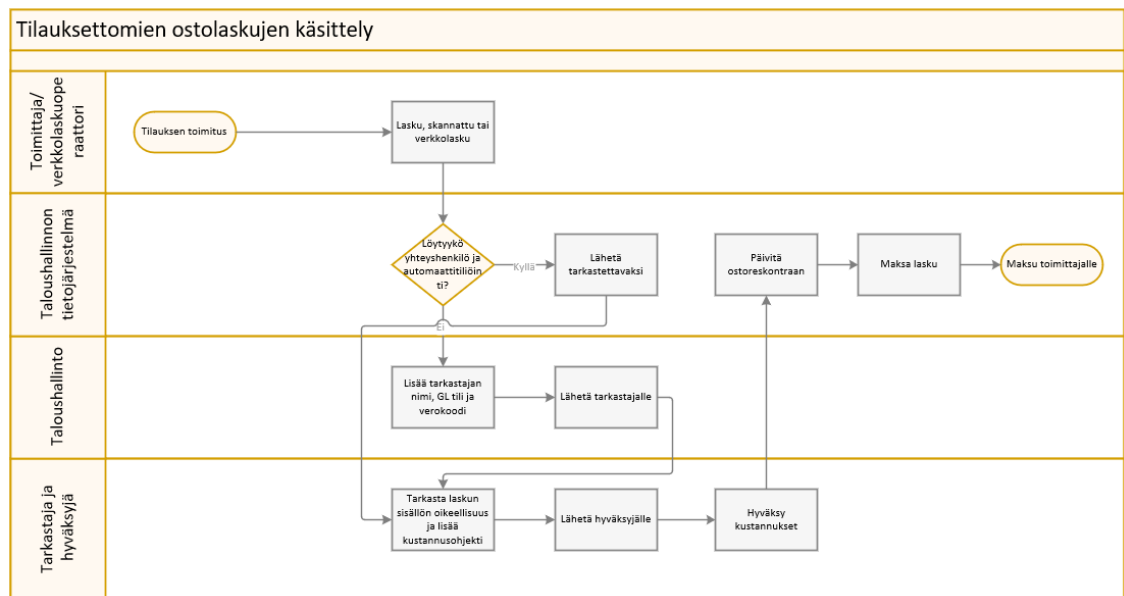 Tilauksettomien ostolaskujen käsittely
Toimittaja/
verkkolaskuope
raattori
Tilauksen toimitus
Lasku, skannattu tai
verkkolasku
Taloushallinnon
tietojärjestelmä
Löytyykö
yhteyshenkilö ja
automaattitiliöin
ti?
Kyllä
Lähetä
tarkastettavaksi
Päivitä
ostoreskontraan
Maksa lasku
Maksu toimittajalle
Ei
Taloushallinto
Lisää tarkastajan
nimi, GL tili ja
verokoodi
Lähetä tarkastajalle
Tarkastaja ja
hyväksyjä
Tarkasta laskun
sisällön oikeellisuus
ja lisää
kustannusohjekti
Lähetä hyväksyjälle
Hyväksy
kustannukset